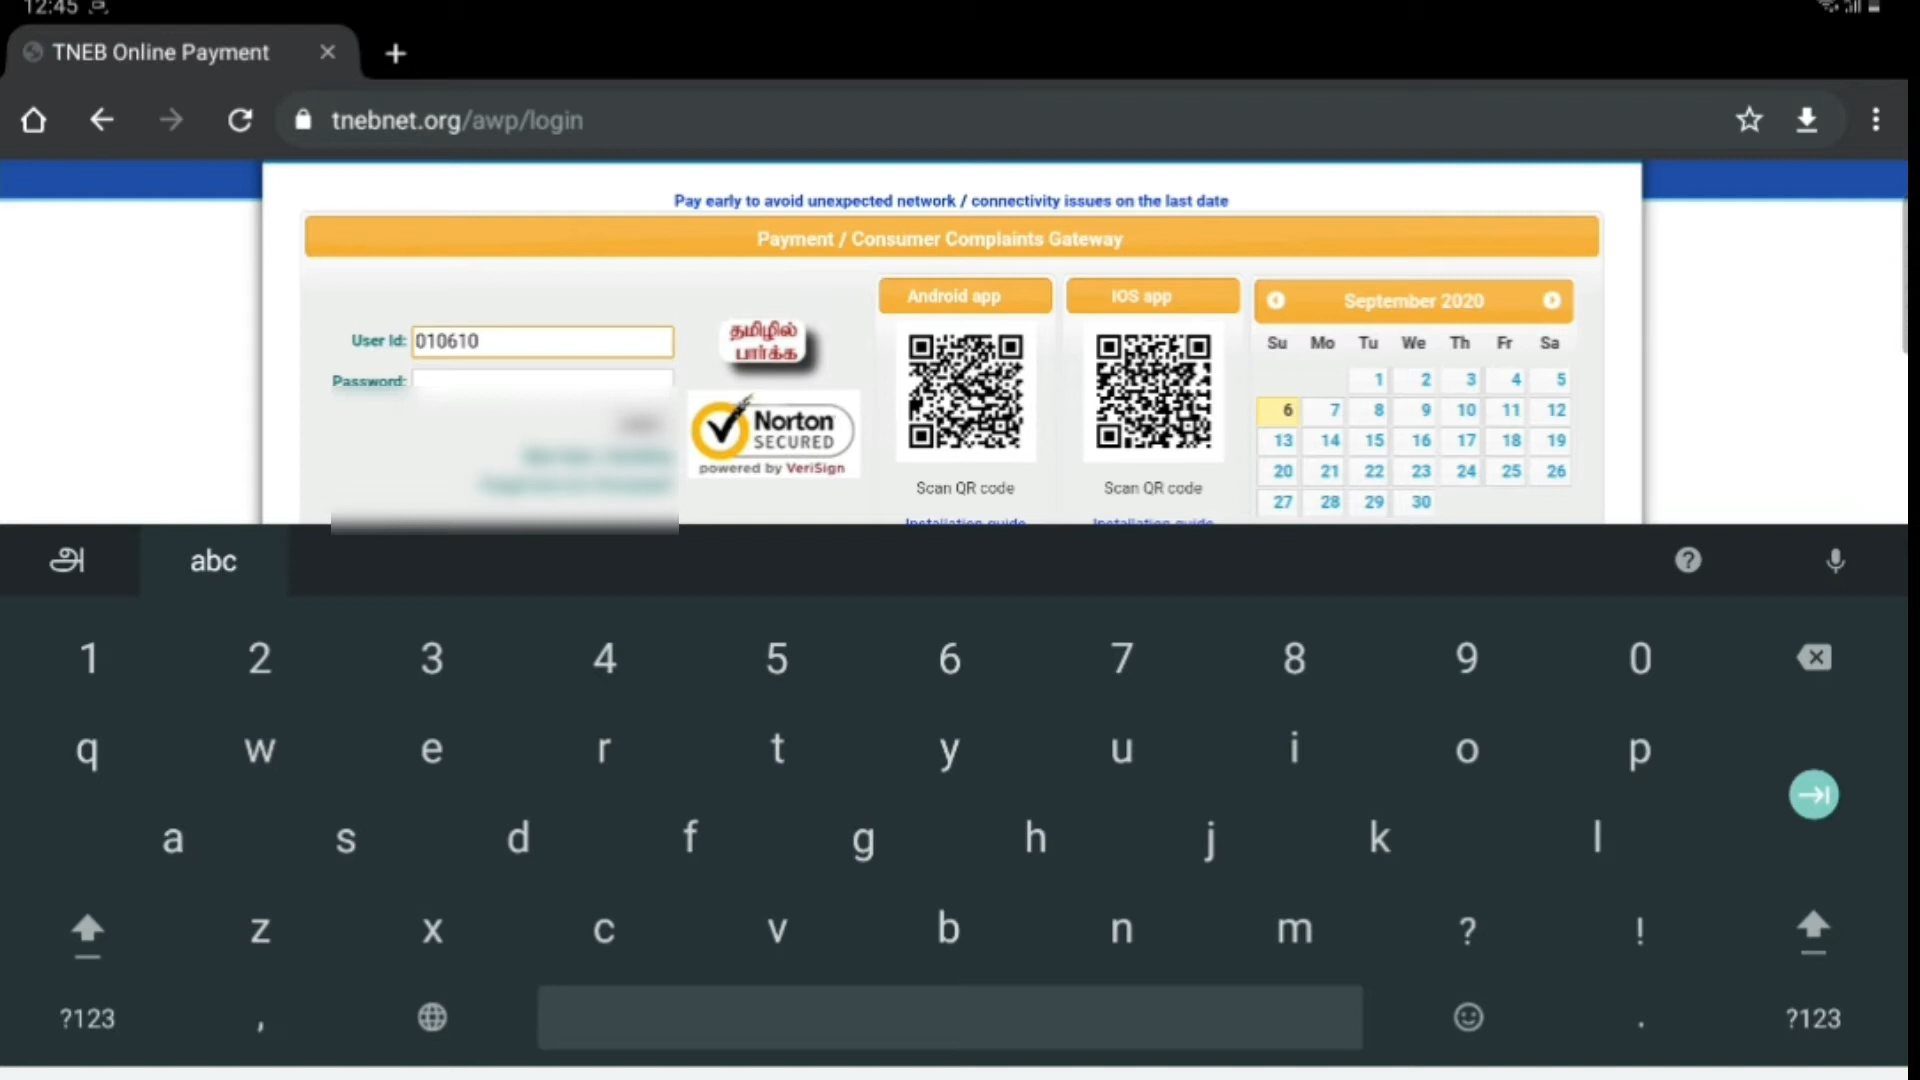 12:45
TNEB Online Payment
tnebnet.org/awp/login
Pay early to avoid unexpected network / connectivity issues on the last date
Payment / Consumer Complaints Gateway
User Id: 010610
Password:
தமிழில்
பார்க்க
Norton
SECURED
powered by VeriSign
Android app
Scan QR code
Installation guide
IOS app
Scan QR code
Installation guide
September 2020
Su Mo Tu We Th Fr Sa
1 2 3 4 5
6 7 8 9 10 11 12
13 14 15 16 17 18 19
20 21 22 23 24 25 26
27 28 29 30
அ abc
1 2 3 4 5 6 7 8 9 0
q w e r t y u i o p
a s d f g h j k l
z x c v b n m ? !
?123 , . ?123